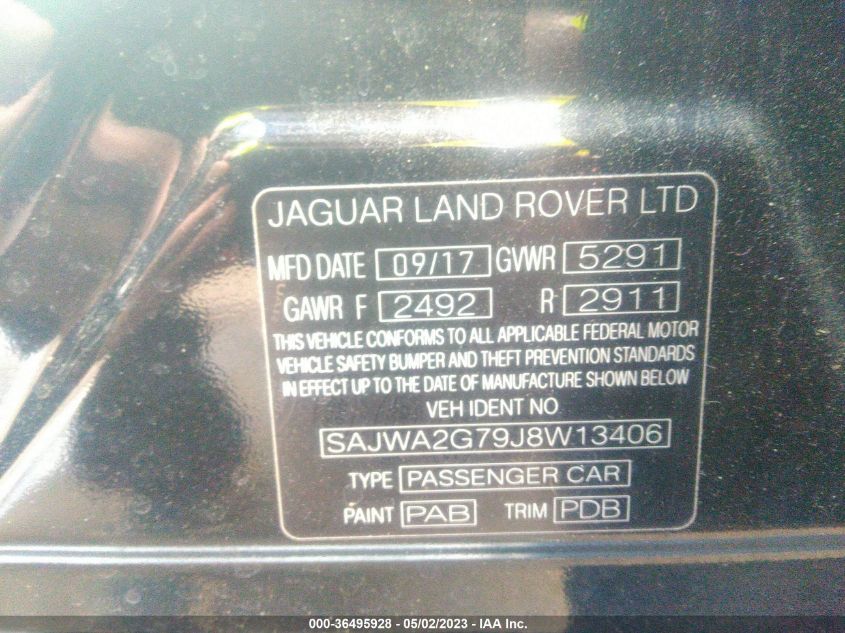 JAGUAR LAND ROVER LTD
MFD DATE 09/17 GVWR 5291
GAWR F 2492 R 2911
THIS VEHICLE CONFORMS TO ALL APPLICABLE FEDERAL MOTOR
VEHICLE SAFETY BUMPER AND THEFT PREVENTION STANDARDS
IN EFFECT UP TO THE DATE OF MANUFACTURE SHOWN BELOW
VEH IDENT NO
SAJWA2G79J8W13406
TYPE PASSENGER CAR
PAINT PAB TRIM PDB
000-36495928 - 05/02/2023 - IAA Inc.